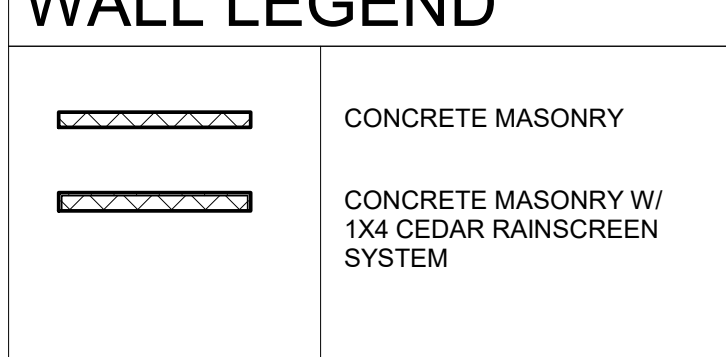 WALL LEGEND
CONCRETE MASONRY
CONCRETE MASONRY W/
1X4 CEDAR RAINSCREEN
SYSTEM